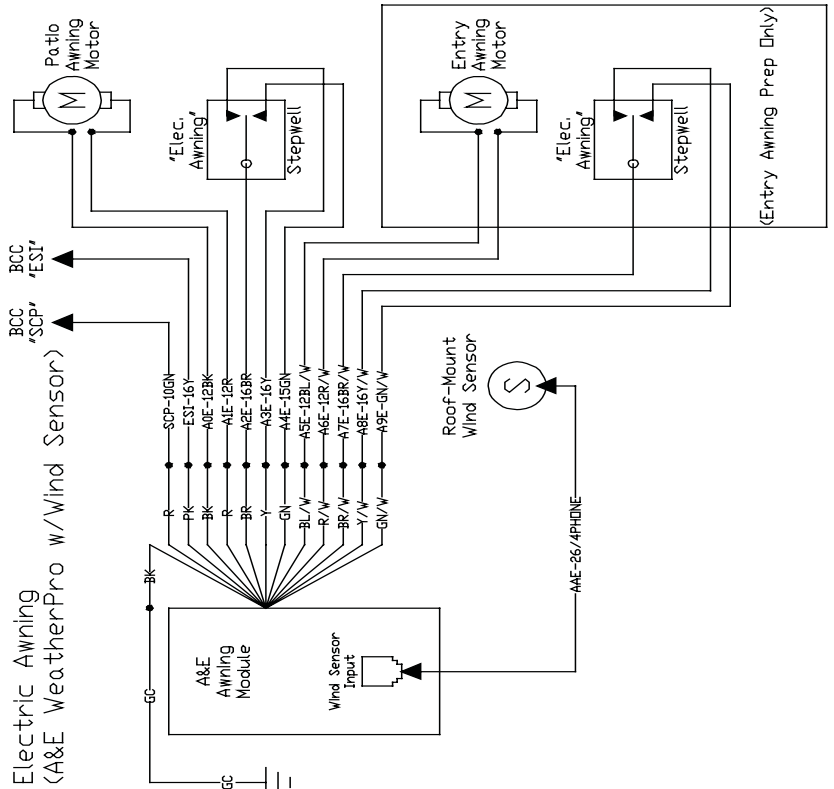 Electric Awning
(A&E WeatherPro w/Wind Sensor)
BCC
"SCP"
BCC
"ESI"
Patio
Awning
Motor
M
"Elec.
Awning"
Stepwell
Entry
Awning
Motor
M
"Elec.
Awning"
Stepwell
(Entry Awning Prep Only)
GC
GC
BK
R
SCP-10GN
PK
ESI-16Y
BK
A0E-12BK
R
A1E-12R
BR
A2E-16BR
Y
A3E-16Y
GN
A4E-15GN
BL/W
A5E-12BL/W
R/W
A6E-12R/W
BR/W
A7E-16BR/W
Y/W
A8E-16Y/W
GN/W
A9E-GN/W
A&E
Awning
Module
Wind Sensor
Input
Roof-Mount
Wind Sensor
S
AAE-26/4PHONE